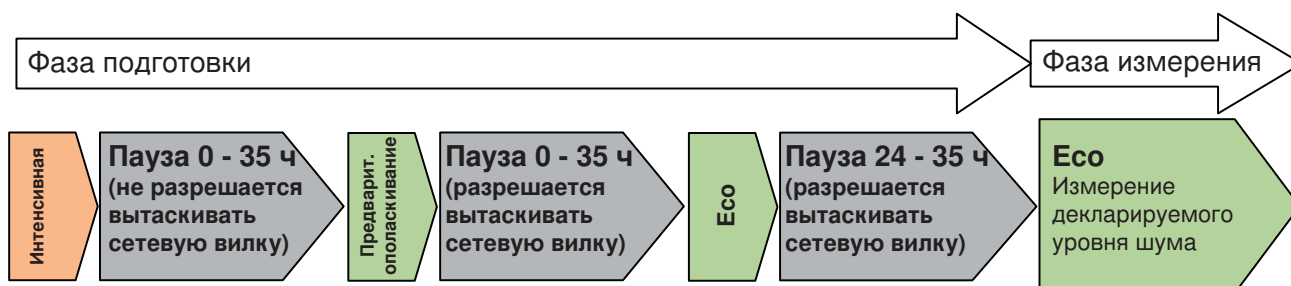 Фаза подготовки
Фаза измерения
Интенсивная
Пауза 0 - 35 ч
(не разрешается
вытаскивать
сетевую вилку)
Предварит.
ополаскивание
Пауза 0 - 35 ч
(разрешается
вытаскивать
сетевую вилку)
Eco
Пауза 24 - 35 ч
(разрешается
вытаскивать
сетевую вилку)
Eco
Измерение
декларируемого
уровня шума